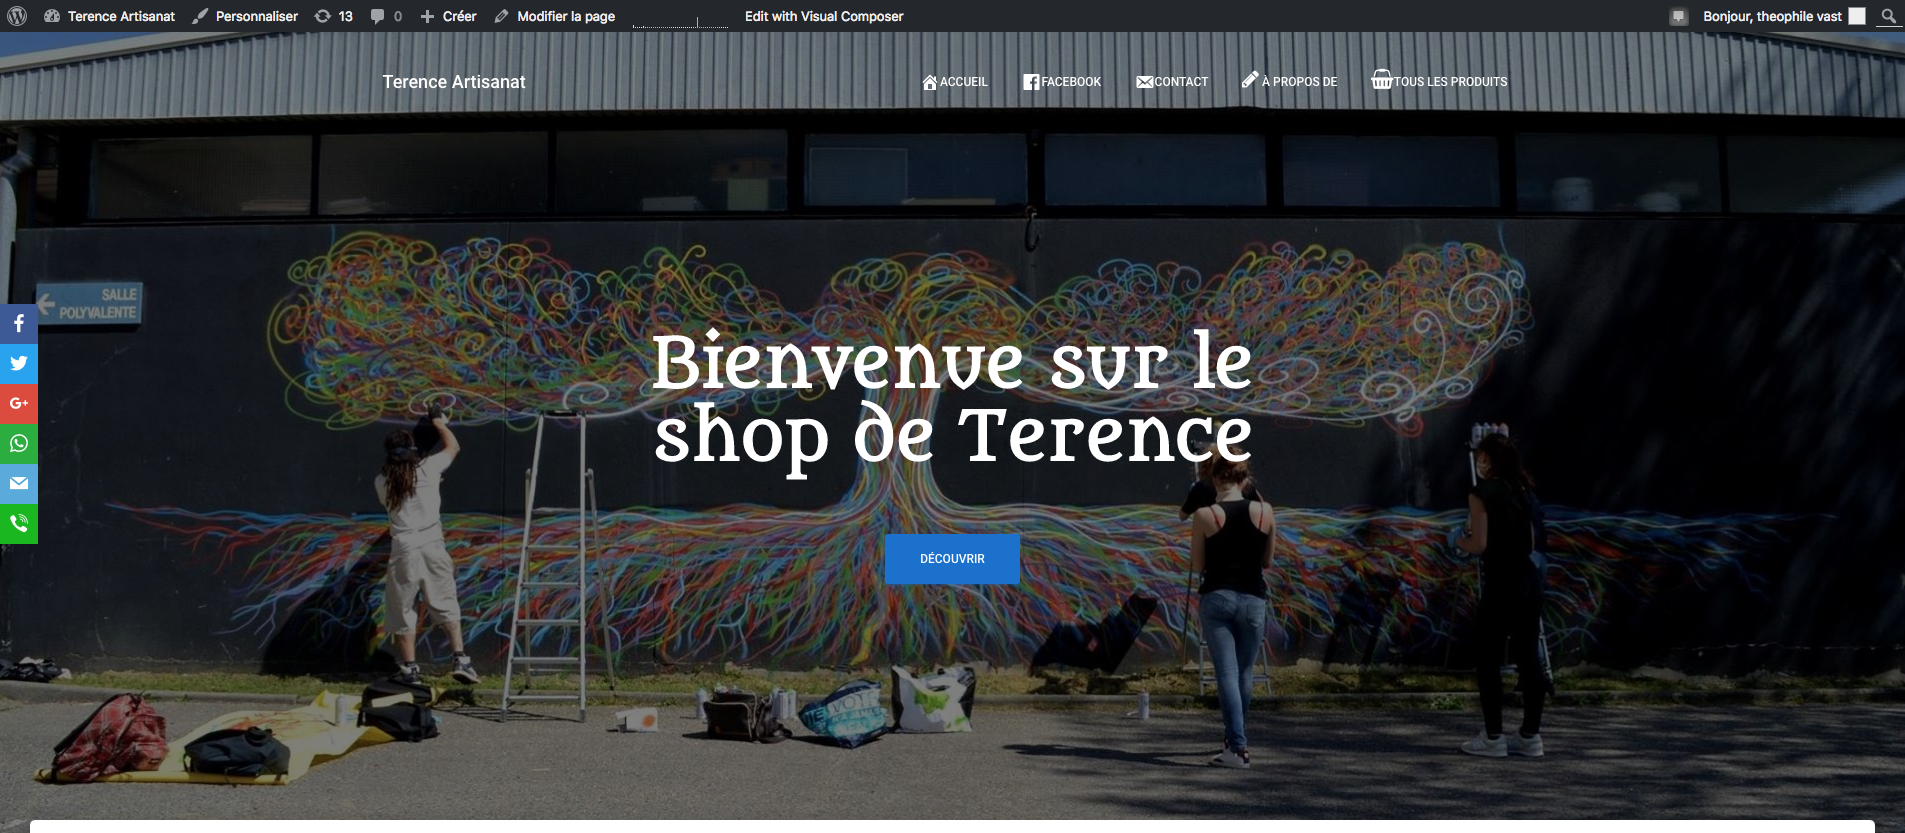 Terence Artisanat Personnaliser 13 0 Créer Modifier la page Edit with Visual Composer Bonjour, theophile vast
Terence Artisanat ACCUEIL FACEBOOK CONTACT À PROPOS DE TOUS LES PRODUITS
SALLE
POLYVALENTE
Bienvenue sur le
shop de Terence
DÉCOUVRIR